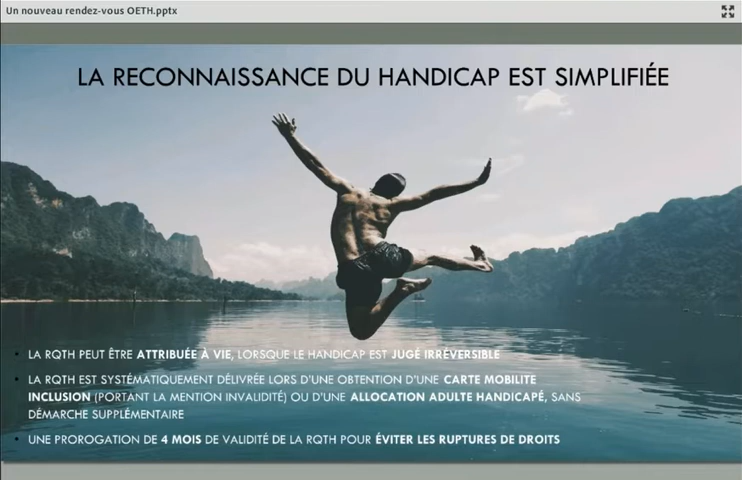 Un nouveau rendez-vous OETH.pptx
LA RECONNAISSANCE DU HANDICAP EST SIMPLIFIÉE
• LA RQTH PEUT ÊTRE ATTRIBUÉE À VIE, LORSQUE LE HANDICAP EST JUGÉ IRRÉVERSIBLE
• LA RQTH EST SYSTÉMATIQUEMENT DÉLIVRÉE LORS D'UNE OBTENTION D'UNE CARTE MOBILITE
INCLUSION (PORTANT LA MENTION INVALIDITÉ) OU D'UNE ALLOCATION ADULTE HANDICAPÉ, SANS
DÉMARCHE SUPPLÉMENTAIRE
• UNE PROROGATION DE 4 MOIS DE VALIDITÉ DE LA RQTH POUR ÉVITER LES RUPTURES DE DROITS